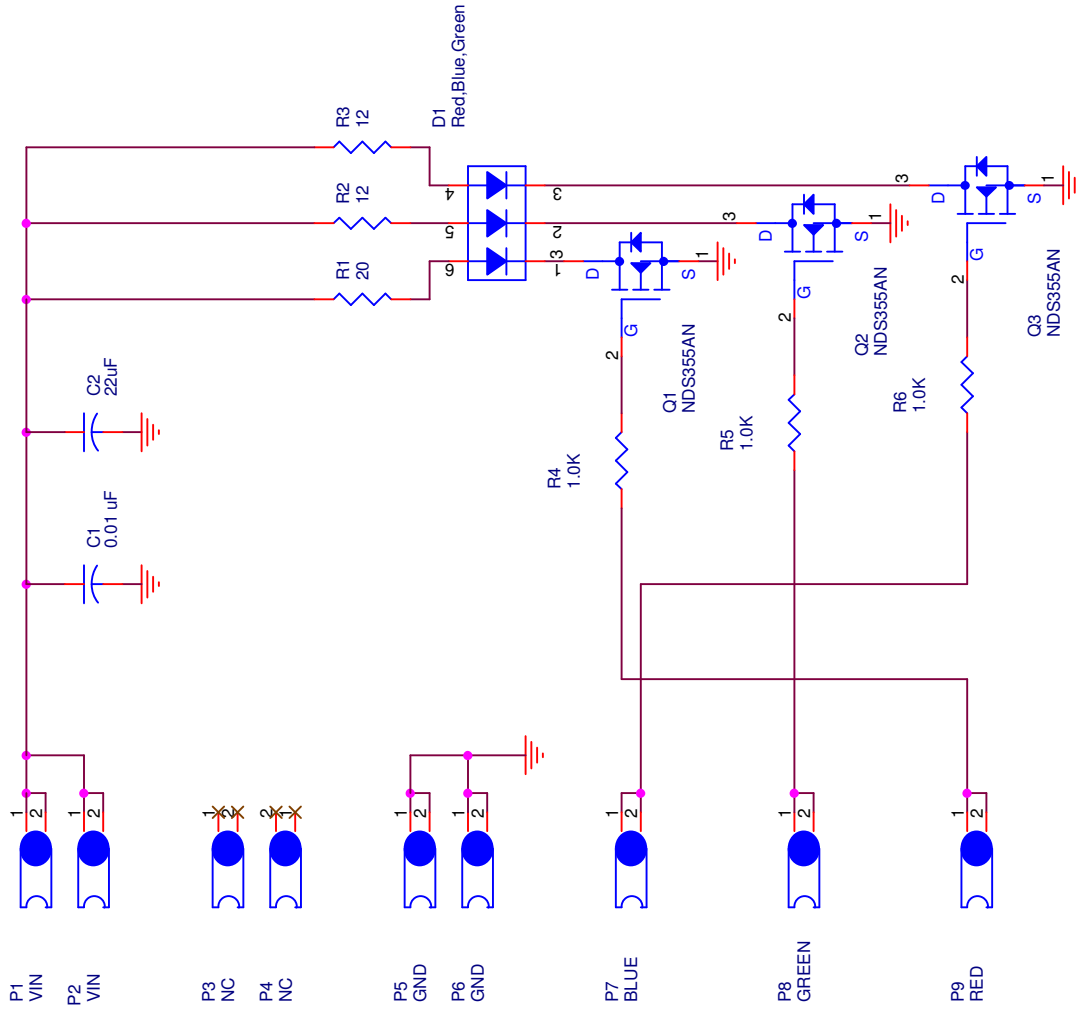 P1
VIN
1
2
P2
VIN
1
2
P3
NC
1
2
P4
NC
2
1
P5
GND
1
2
P6
GND
1
2
P7
BLUE
1
2
P8
GREEN
1
2
P9
RED
1
2
C1
0.01 uF
C2
22uF
R1
20
R2
12
R3
12
D1
Red,Blue,Green
6
5
4
1
2
3
R4
1.0K
R5
1.0K
R6
1.0K
Q1
NDS355AN
3
D
G
2
S
1
Q2
NDS355AN
3
D
G
2
S
1
Q3
NDS355AN
3
D
G
2
S
1